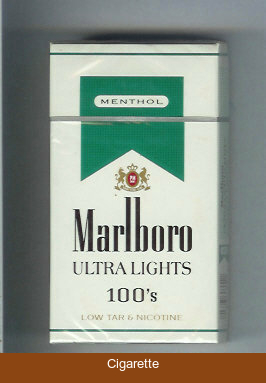 MENTHOL
Marlboro
ULTRA LIGHTS
100's
LOW TAR & NICOTINE
Cigarette